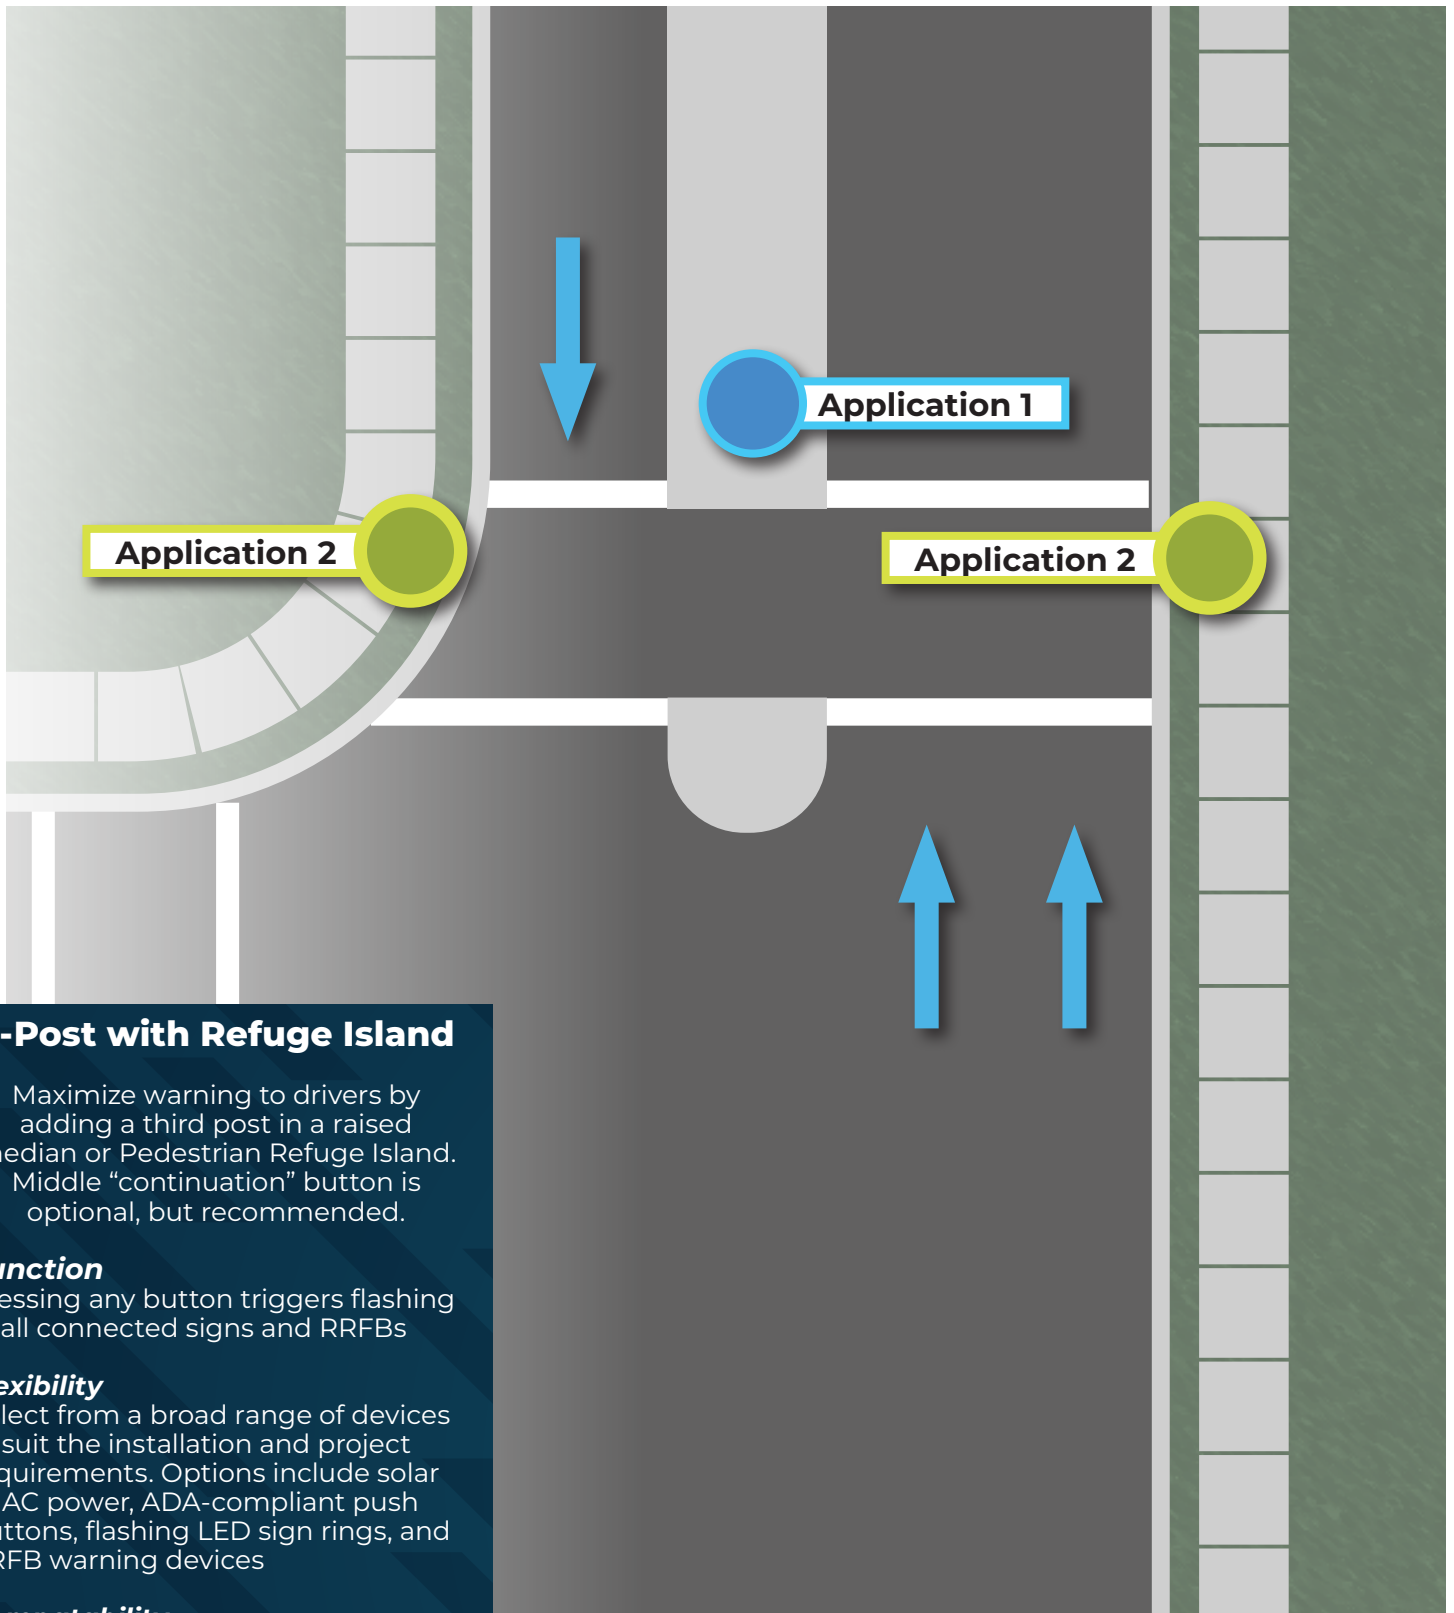 Application 1
Application 2
Application 2
-Post with Refuge Island
Maximize warning to drivers by
adding a third post in a raised
edian or Pedestrian Refuge Island.
Middle “continuation” button is
optional, but recommended.
unction
essing any button triggers flashing
all connected signs and RRFBs
exibility
lect from a broad range of devices
suit the installation and project
quirements. Options include solar
AC power, ADA-compliant push
uttons, flashing LED sign rings, and
RFB warning devices